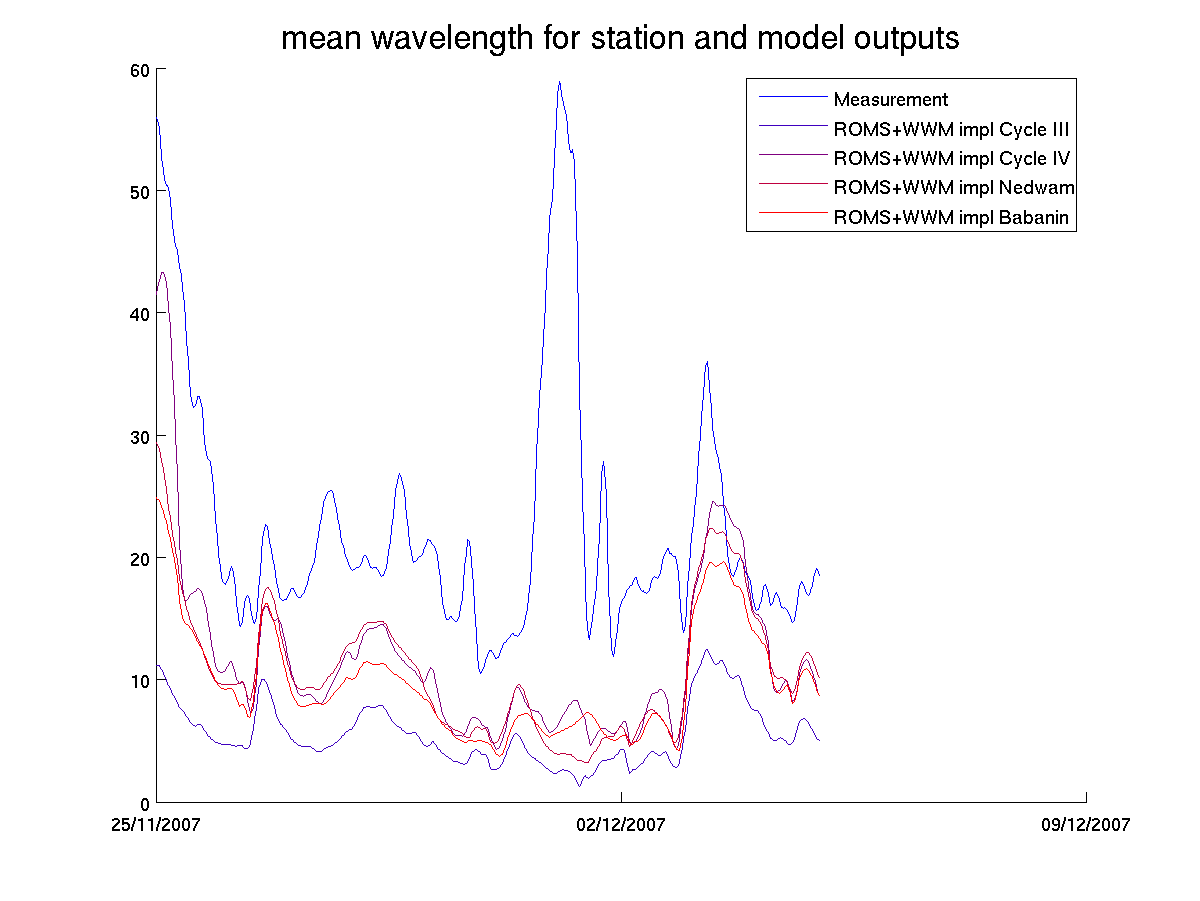 mean wavelength for station and model outputs
60
50
40
30
20
10
0
Measurement
ROMS+WWM impl Cycle III
ROMS+WWM impl Cycle IV
ROMS+WWM impl Nedwam
ROMS+WWM impl Babanin
25/11/2007 02/12/2007 09/12/2007